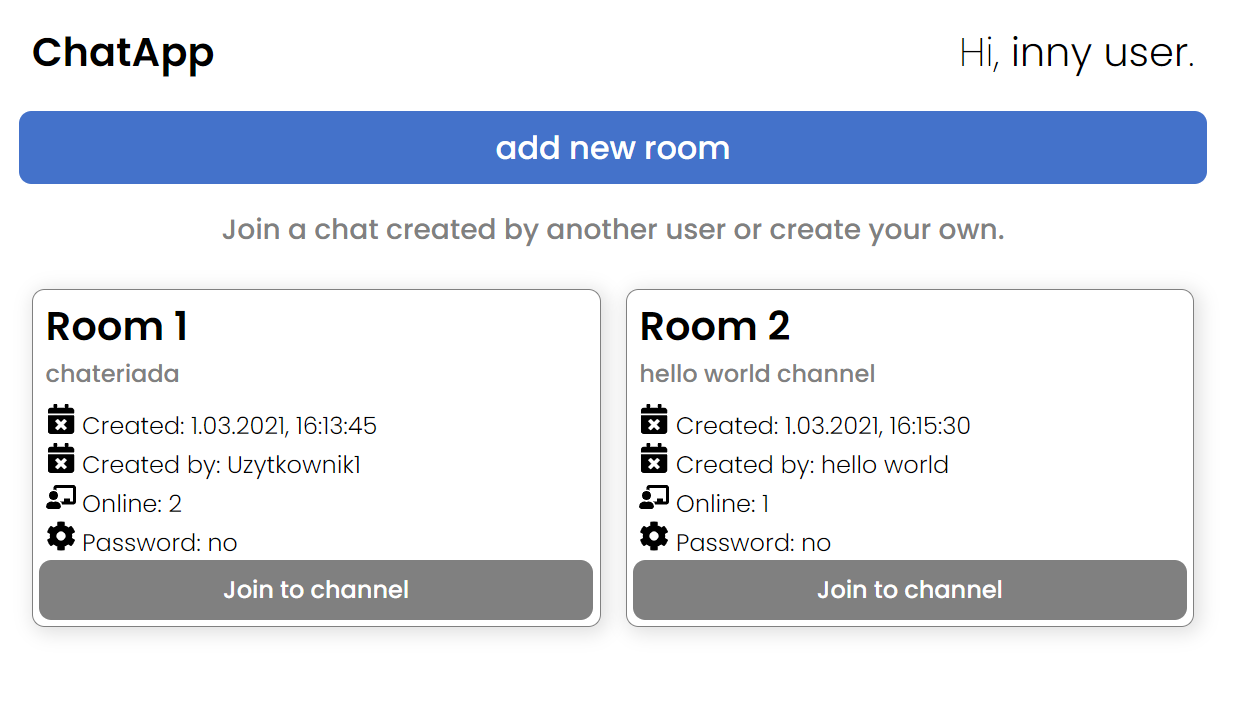 ChatApp
Hi, inny user.
add new room
Join a chat created by another user or create your own.
Room 1
chateriada
Created: 1.03.2021, 16:13:45
Created by: Uzytkownik1
Online: 2
Password: no
Join to channel
Room 2
hello world channel
Created: 1.03.2021, 16:15:30
Created by: hello world
Online: 1
Password: no
Join to channel